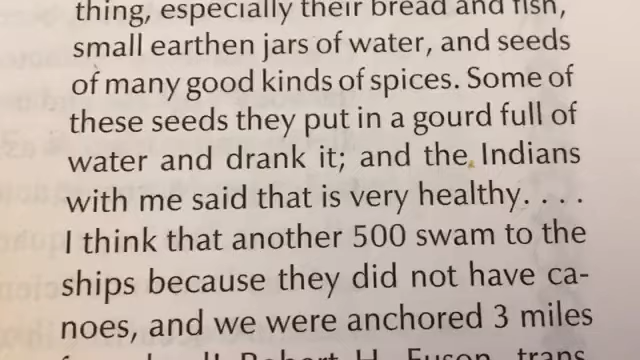 thing, especially their bread and fish,
small earthen jars of water, and seeds
of many good kinds of spices. Some of
these seeds they put in a gourd full of
water and drank it; and the Indians
with me said that is very healthy. . . .
I think that another 500 swam to the
ships because they did not have ca-
noes, and we were anchored 3 miles
Robert H. Fuson, trans